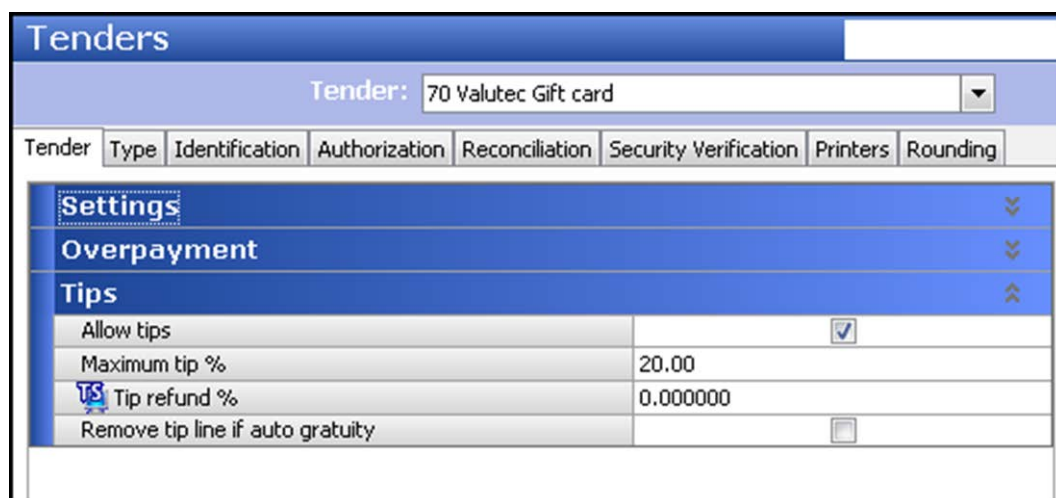 Tenders
Tender: 70 Valutec Gift card
Tender Type Identification Authorization Reconciliation Security Verification Printers Rounding
Settings
Overpayment
Tips
Allow tips
Maximum tip % 20.00
TS Tip refund % 0.000000
Remove tip line if auto gratuity